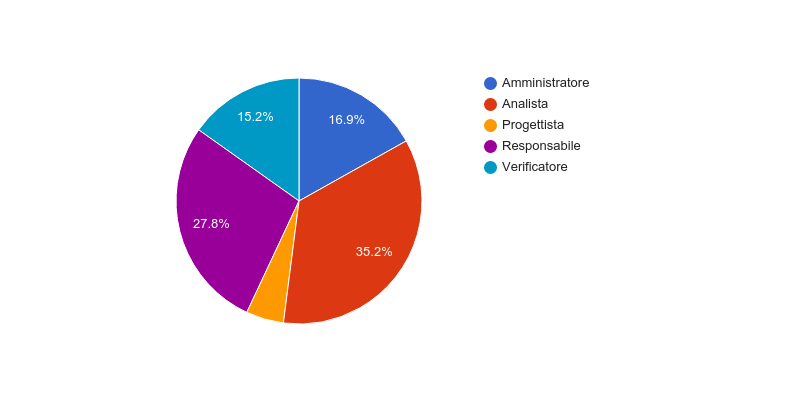 16.9%
35.2%
27.8%
15.2%
Amministratore
Analista
Progettista
Responsabile
Verificatore